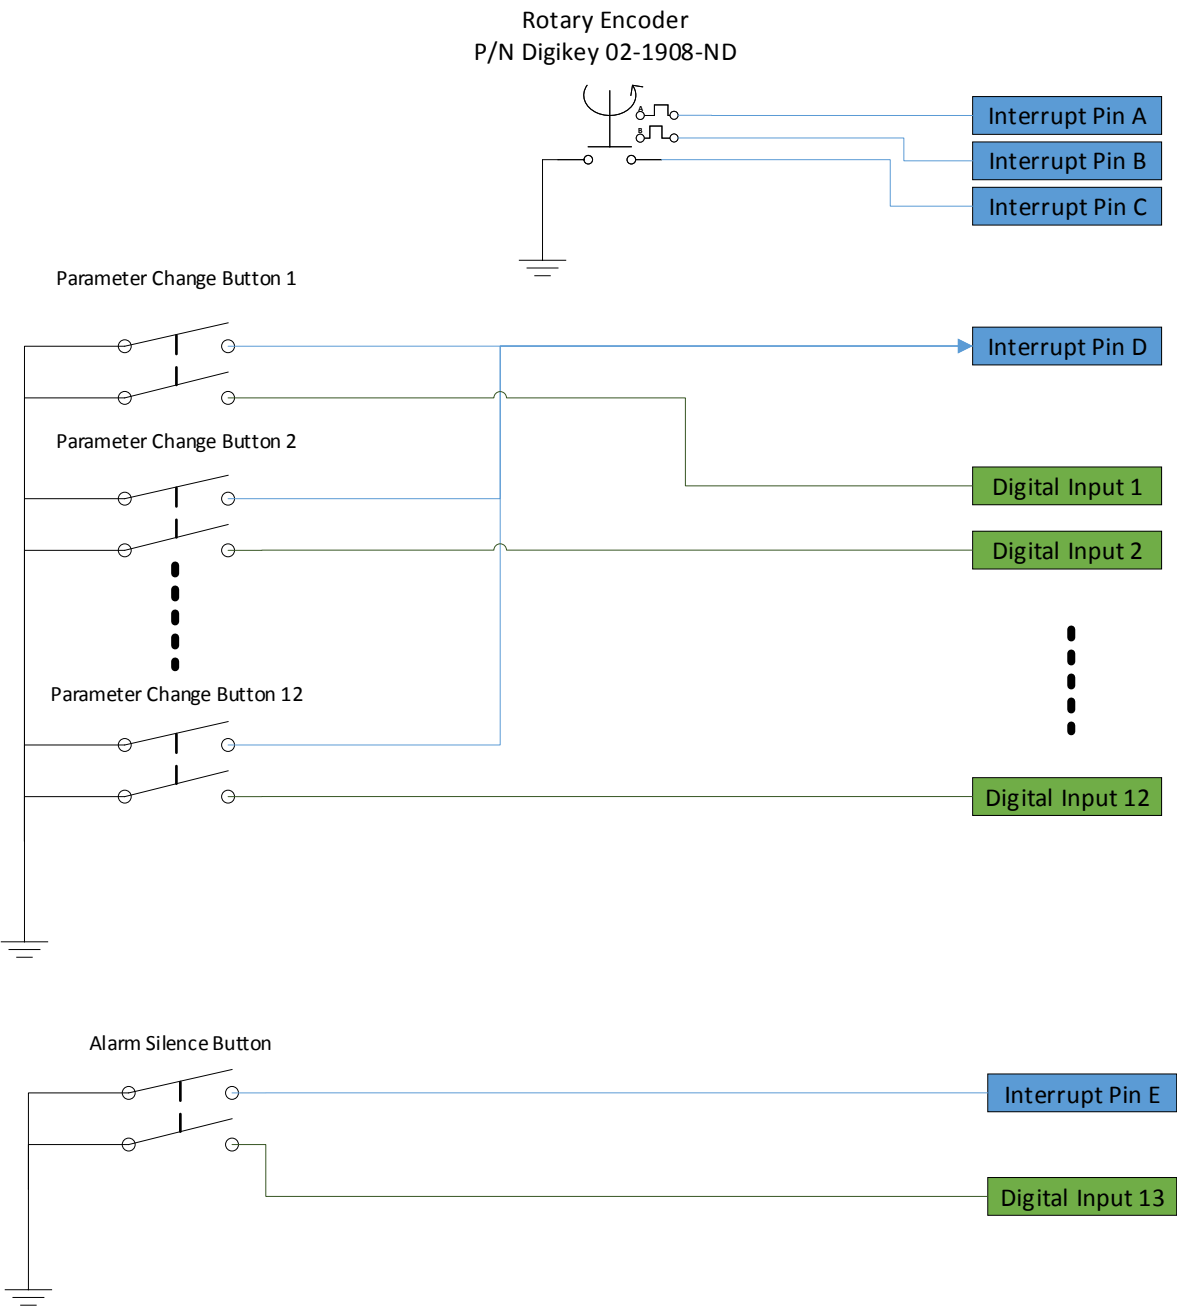 Rotary Encoder
P/N Digikey 02-1908-ND
A
B
Interrupt Pin A
Interrupt Pin B
Interrupt Pin C
Parameter Change Button 1
Interrupt Pin D
Parameter Change Button 2
Digital Input 1
Digital Input 2
Parameter Change Button 12
Digital Input 12
Alarm Silence Button
Interrupt Pin E
Digital Input 13